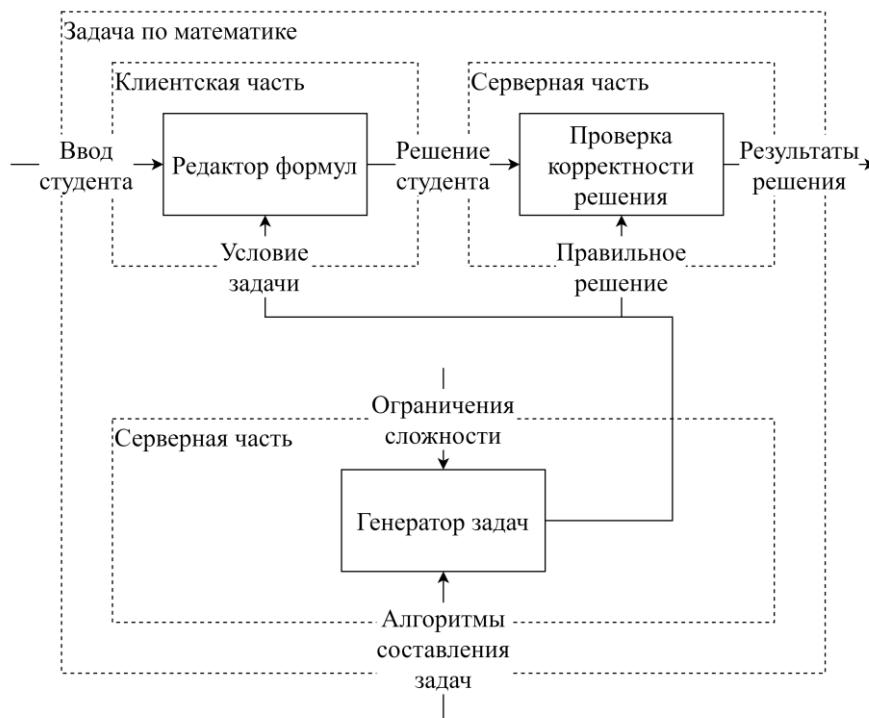 Задача по математике
Клиентская часть
Серверная часть
Ввод
студента
Редактор формул
Решение
студента
Проверка
корректности
решения
Результаты
решения
Условие
задачи
Правильное
решение
Ограничения
сложности
Серверная часть
Генератор задач
Алгоритмы
составления
задач